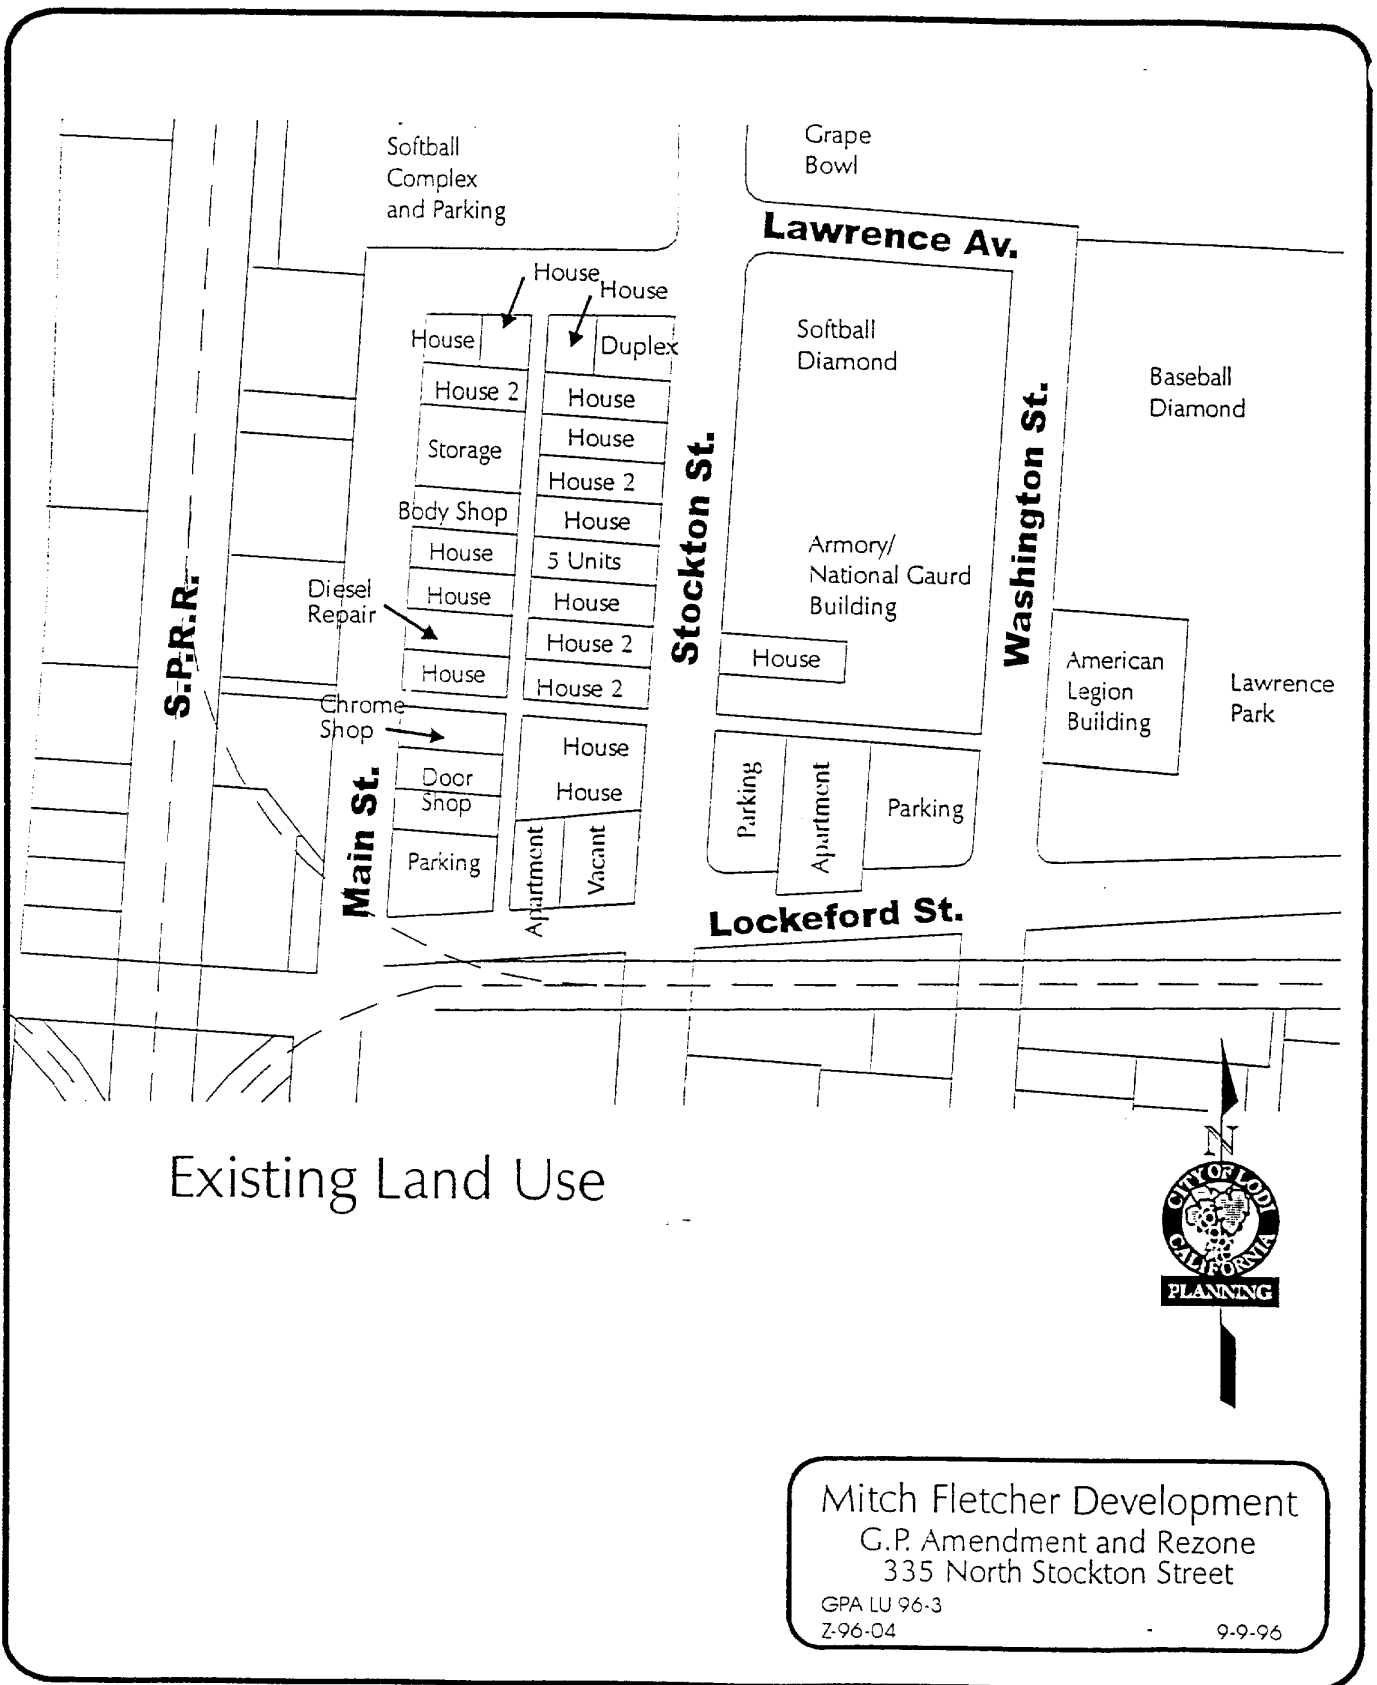 Softball
Complex
and Parking
Grape
Bowl
Lawrence Av.
House
House
House
Duplex
House 2
House
Storage
House
House 2
Body Shop
House
House
5 Units
Diesel
Repair
House
House
House 2
House
House 2
Chrome
Shop
House
Door
Shop
House
Parking
Apartment
Vacant
S.P.R.R.
Main St.
Stockton St.
Softball
Diamond
Armory/
National Gaurd
Building
House
Washington St.
Baseball
Diamond
American
Legion
Building
Lawrence
Park
Parking
Apartment
Parking
Lockeford St.
Existing Land Use
N
CITY OF LODI
CALIFORNIA
PLANNING
Mitch Fletcher Development
G.P. Amendment and Rezone
335 North Stockton Street
GPA LU 96-3
Z-96-04 - 9-9-96